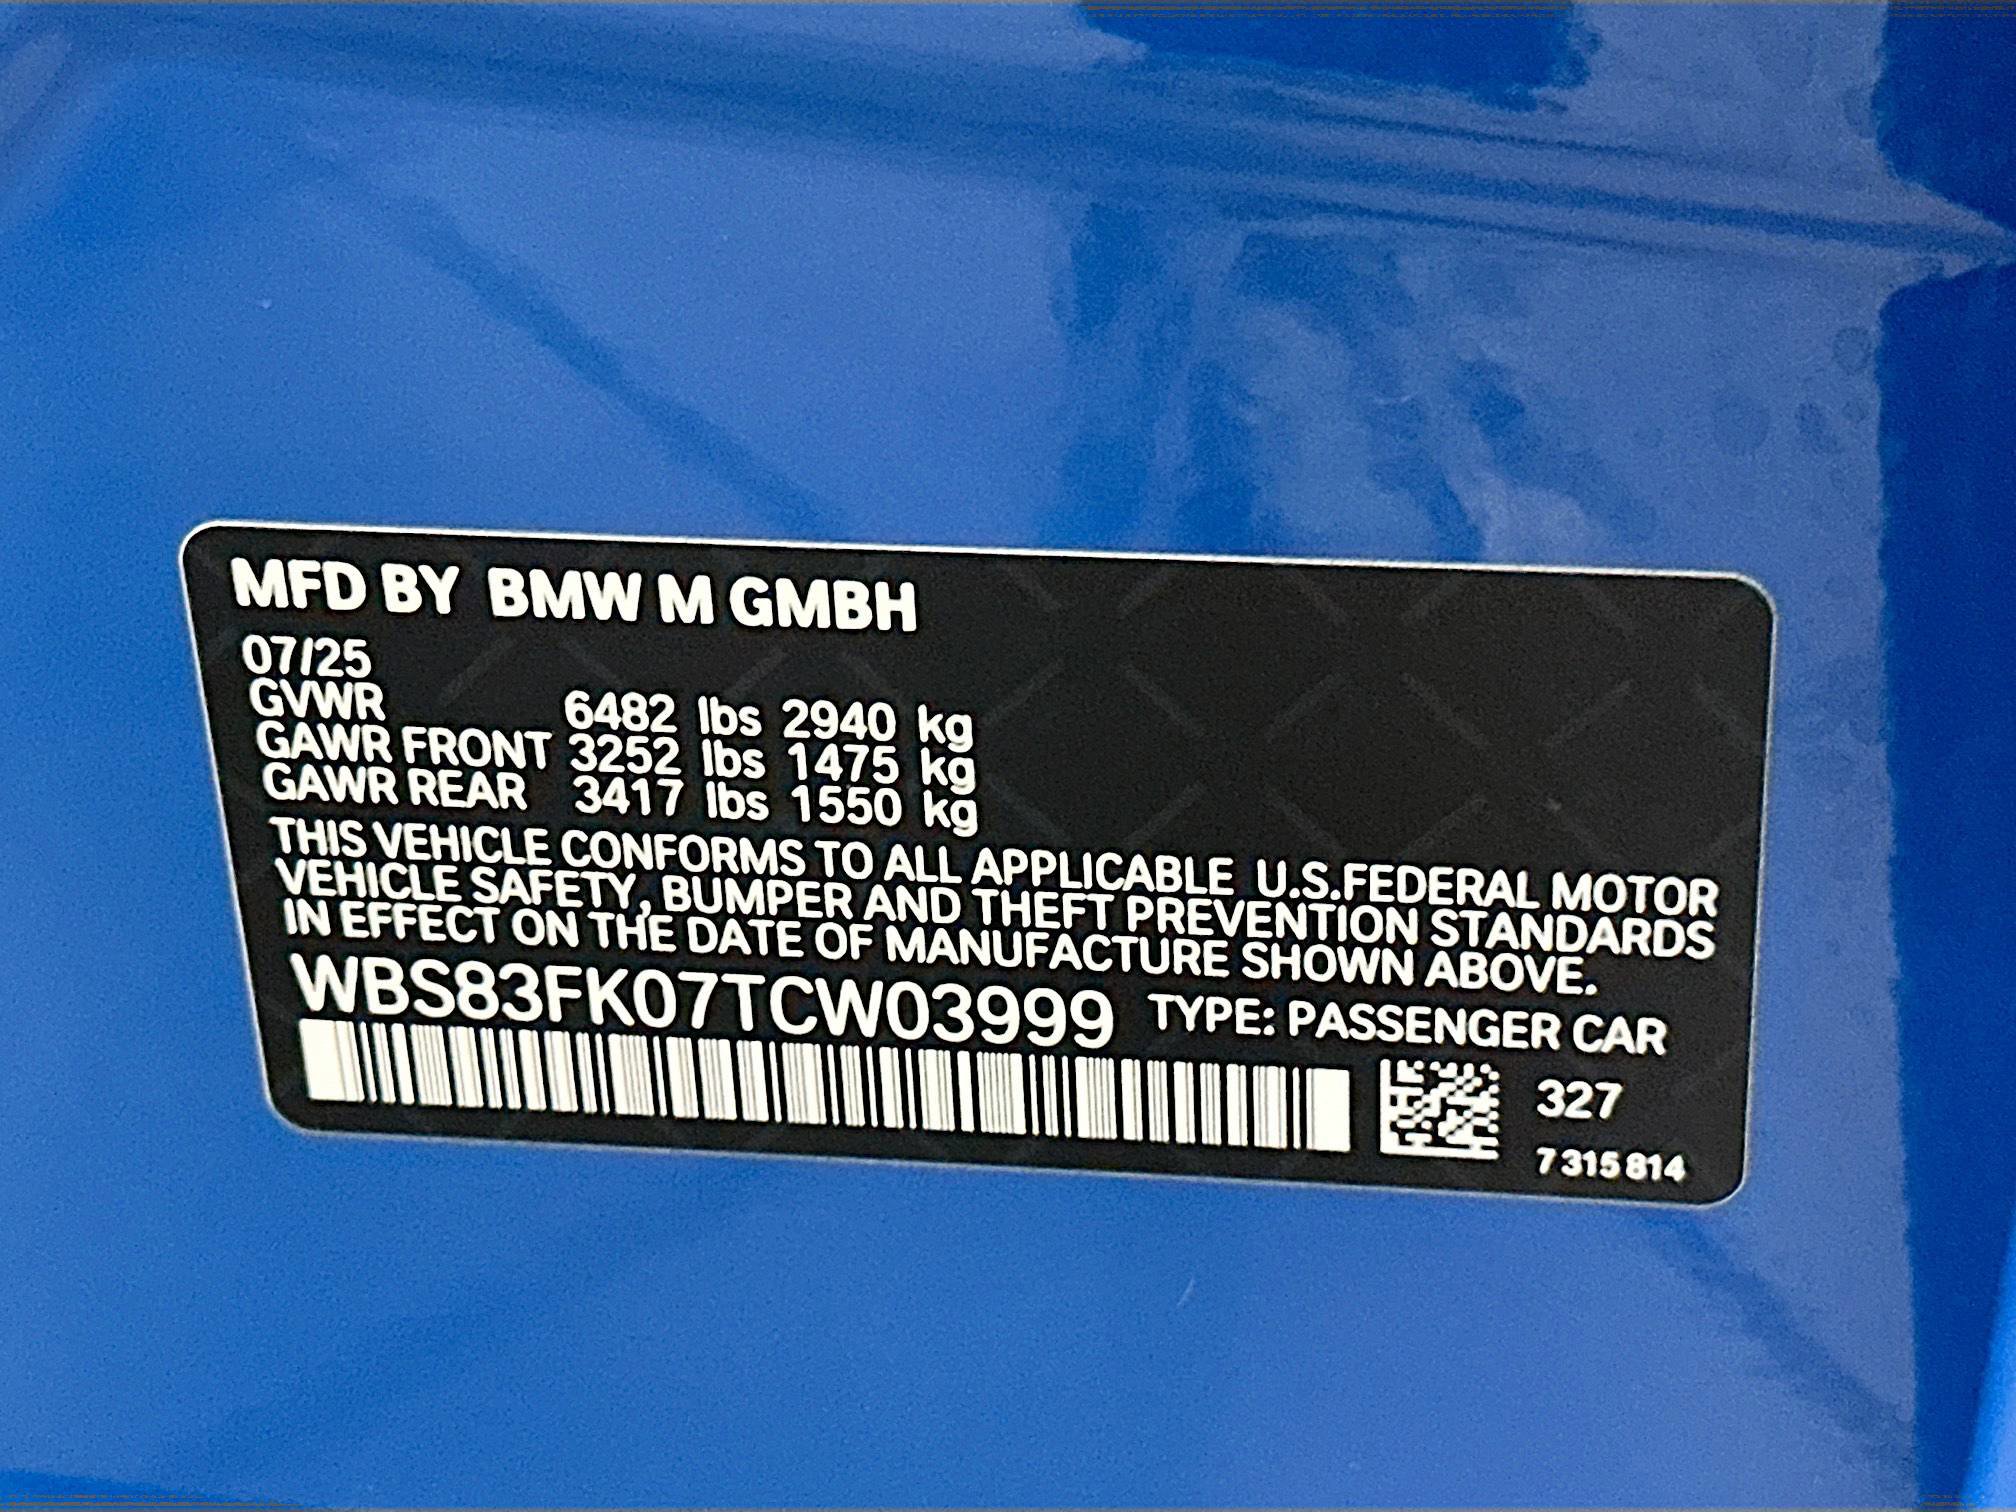 MFD BY BMW M GMBH
07/25
GVWR 6482 lbs 2940 kg
GAWR FRONT 3252 lbs 1475 kg
GAWR REAR 3417 lbs 1550 kg
THIS VEHICLE CONFORMS TO ALL APPLICABLE U.S.FEDERAL MOTOR
VEHICLE SAFETY, BUMPER AND THEFT PREVENTION STANDARDS
IN EFFECT ON THE DATE OF MANUFACTURE SHOWN ABOVE.
WBS83FK07TCW03999 TYPE: PASSENGER CAR
327
7 315 814